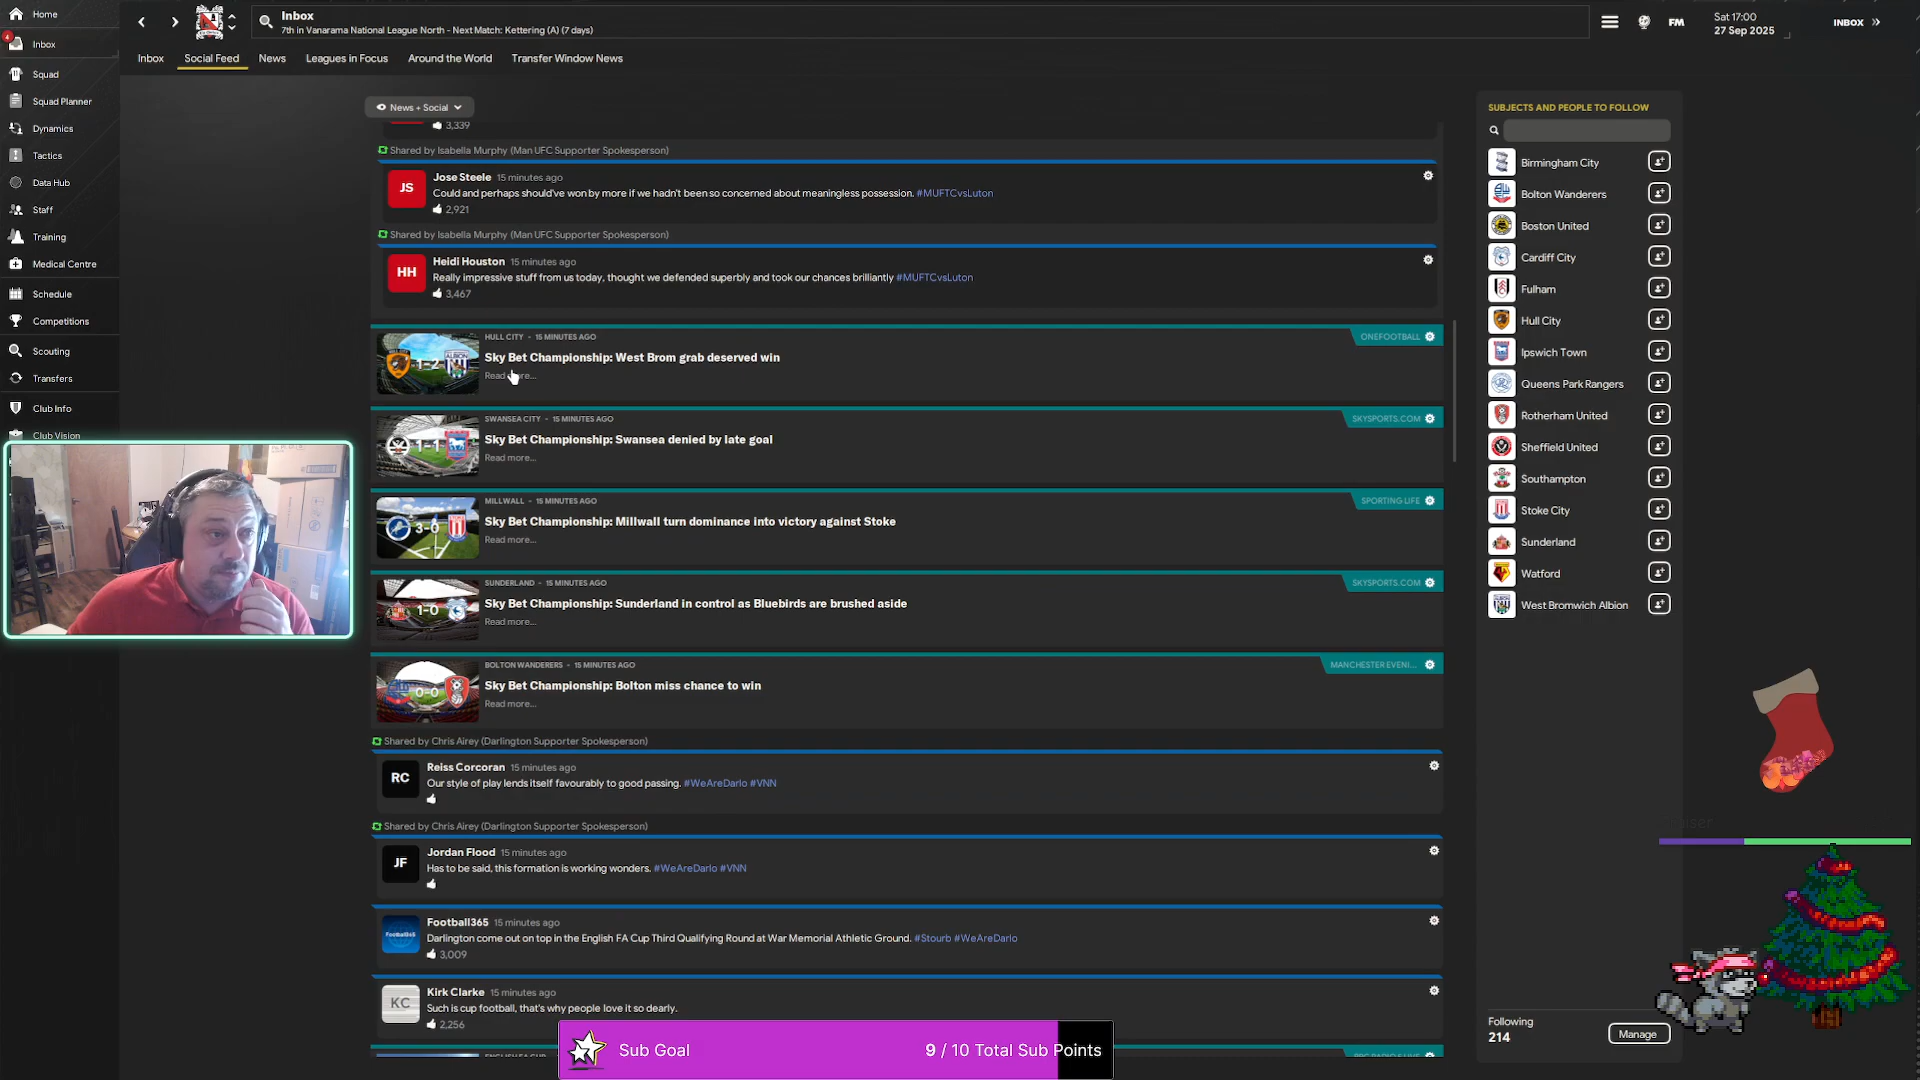 Home
Inbox
7th in Vanarama National League North - Next Match: Kettering (A) (7 days)
FM
Sat 17:00
27 Sep 2025
INBOX
4
Inbox
Squad
Squad Planner
Dynamics
Tactics
Data Hub
Staff
Training
Medical Centre
Schedule
Competitions
Scouting
Transfers
Club Info
Club Vision
Inbox
Social Feed
News
Leagues in Focus
Around the World
Transfer Window News
News + Social
3,339
Shared by Isabella Murphy (Man UFC Supporter Spokesperson)
JS
Jose Steele 15 minutes ago
Could and perhaps should've won by more if we hadn't been so concerned about meaningless possession. #MUFTCvsLuton
2,921
Shared by Isabella Murphy (Man UFC Supporter Spokesperson)
HH
Heidi Houston 15 minutes ago
Really impressive stuff from us today, thought we defended superbly and took our chances brilliantly #MUFTCvsLuton
3,467
HULL CITY - 15 MINUTES AGO
ONEFOOTBALL
1-2
Sky Bet Championship: West Brom grab deserved win
Read more...
SWANSEA CITY - 15 MINUTES AGO
SKYSPORTS.COM
1-1
Sky Bet Championship: Swansea denied by late goal
Read more...
MILLWALL - 15 MINUTES AGO
SPORTING LIFE
3-0
Sky Bet Championship: Millwall turn dominance into victory against Stoke
Read more...
SUNDERLAND - 15 MINUTES AGO
SKYSPORTS.COM
1-0
Sky Bet Championship: Sunderland in control as Bluebirds are brushed aside
Read more...
BOLTON WANDERERS - 15 MINUTES AGO
MANCHESTER EVENI...
0-0
Sky Bet Championship: Bolton miss chance to win
Read more...
Shared by Chris Airey (Darlington Supporter Spokesperson)
RC
Reiss Corcoran 15 minutes ago
Our style of play lends itself favourably to good passing. #WeAreDarlo #VNN
Shared by Chris Airey (Darlington Supporter Spokesperson)
JF
Jordan Flood 15 minutes ago
Has to be said, this formation is working wonders. #WeAreDarlo #VNN
Football365
Football365 15 minutes ago
Darlington come out on top in the English FA Cup Third Qualifying Round at War Memorial Athletic Ground. #Stourb #WeAreDarlo
3,009
KC
Kirk Clarke 15 minutes ago
Such is cup football, that's why people love it so dearly.
2,256
SUBJECTS AND PEOPLE TO FOLLOW
Birmingham City
Bolton Wanderers
Boston United
Cardiff City
Fulham
Hull City
Ipswich Town
Queens Park Rangers
Rotherham United
Sheffield United
Southampton
Stoke City
Sunderland
Watford
West Bromwich Albion
Following
214
Manage
Sub Goal
9 / 10 Total Sub Points